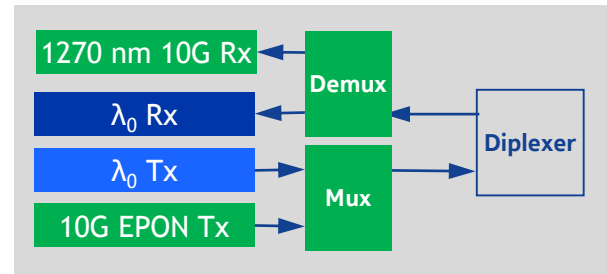 1270 nm 10G Rx
Demux
λ₀ Rx
Diplexer
λ₀ Tx
Mux
10G EPON Tx